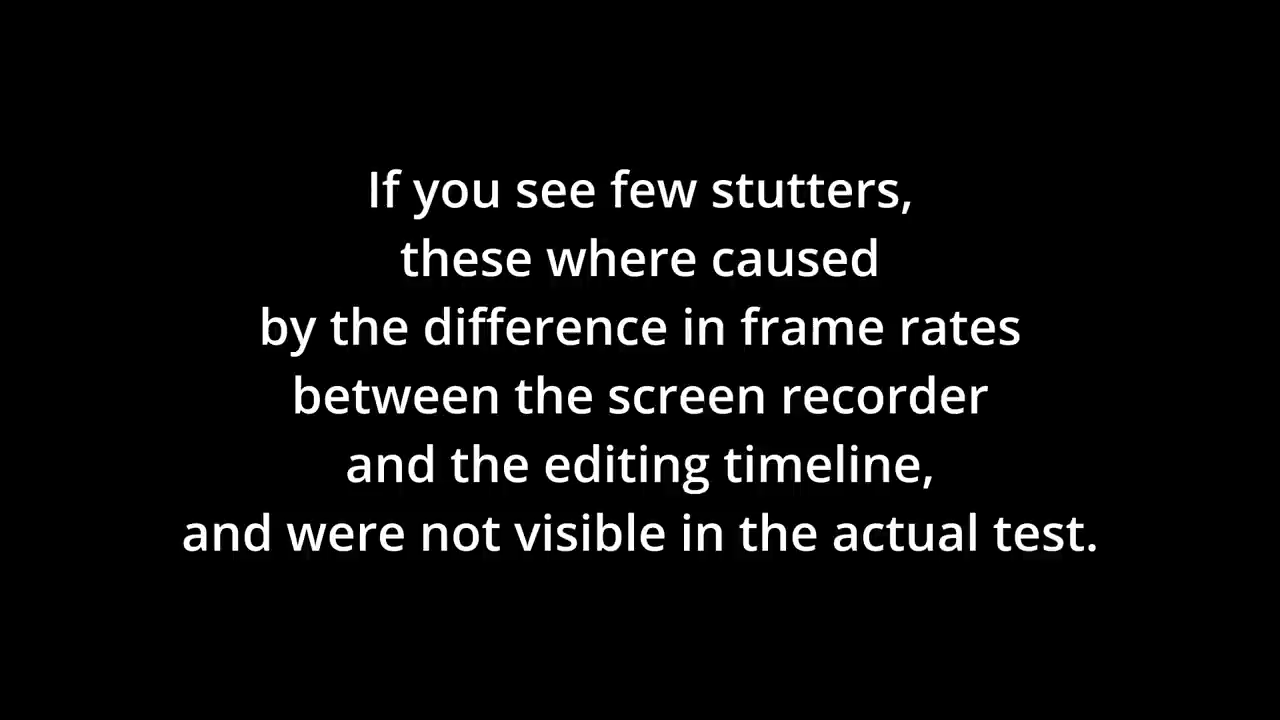 If you see few stutters,
these where caused
by the difference in frame rates
between the screen recorder
and the editing timeline,
and were not visible in the actual test.